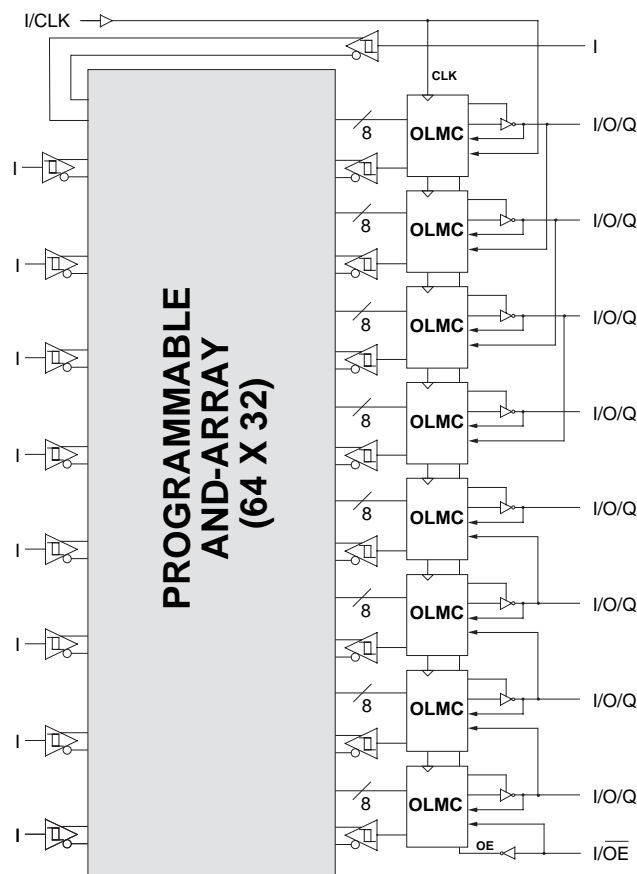 I/CLK
I
CLK
8
OLMC
I/O/Q
I
8
OLMC
I/O/Q
I
8
OLMC
I/O/Q
I
8
OLMC
I/O/Q
I
PROGRAMMABLE
AND-ARRAY
(64 X 32)
8
OLMC
I/O/Q
I
8
OLMC
I/O/Q
I
8
OLMC
I/O/Q
I
8
OLMC
I/O/Q
I
OE
I/O̅E̅